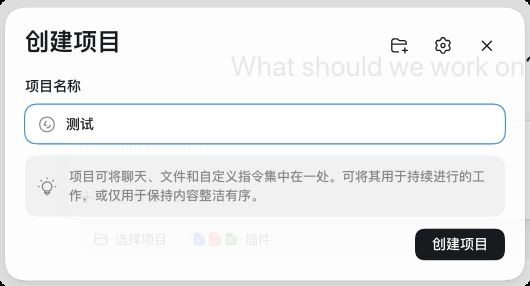 创建项目
What should we work on?
项目名称
测试
项目可将聊天、文件和自定义指令集中在一处。可将其用于持续进行的工
作，或仅用于保持内容整洁有序。
选择项目 插件
创建项目